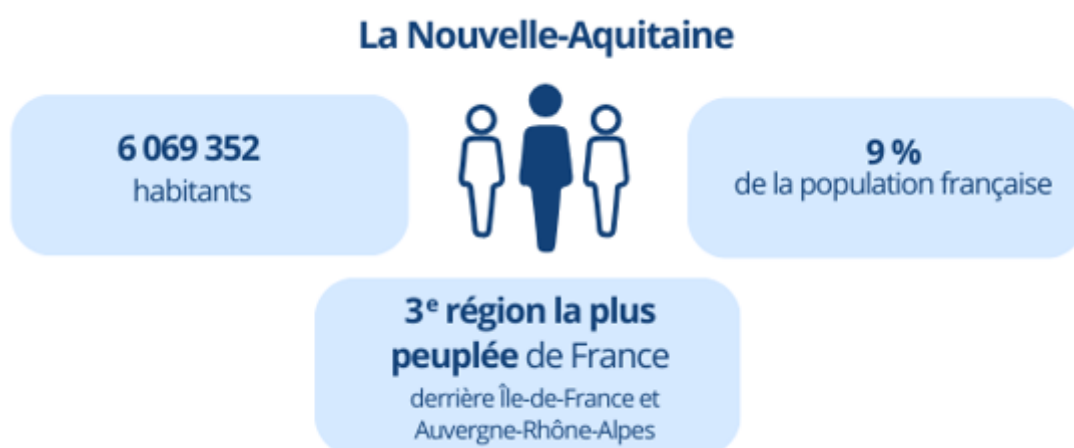 La Nouvelle-Aquitaine
6 069 352
habitants
9 %
de la population française
3e région la plus
peuplée de France
derrière Île-de-France et
Auvergne-Rhône-Alpes